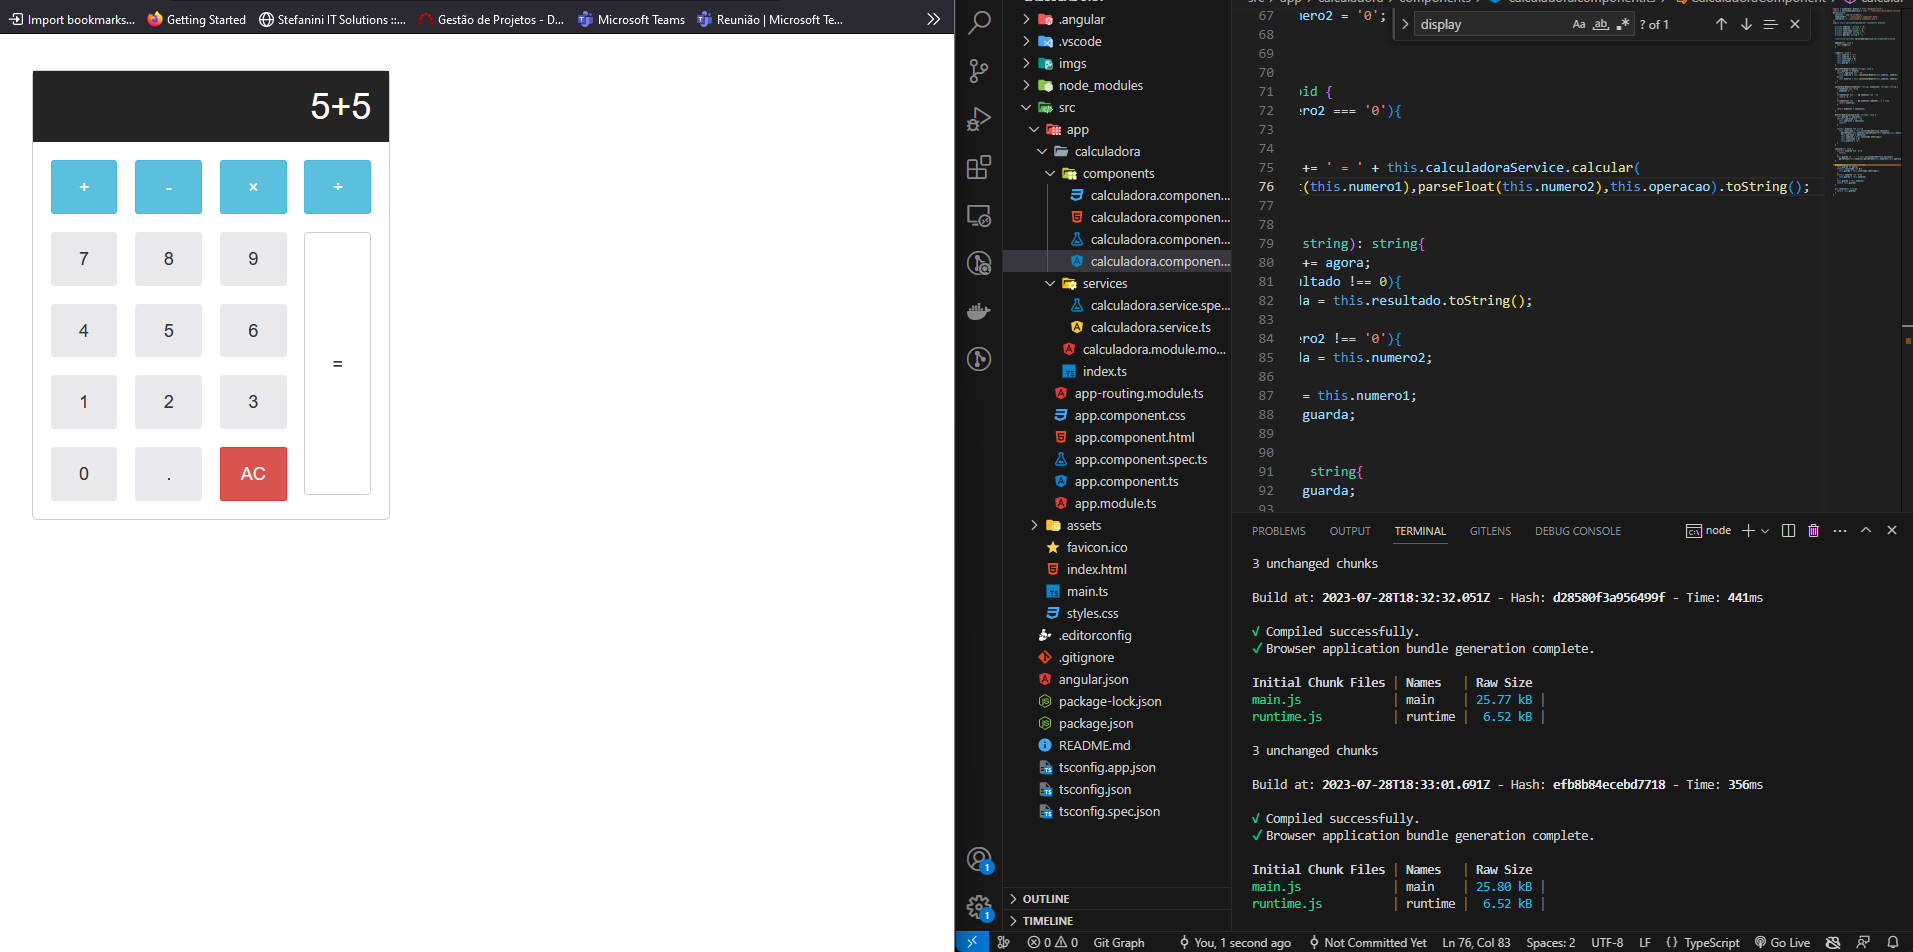 Import bookmarks... Getting Started Stefanini IT Solutions ::... Gestão de Projetos - D... Microsoft Teams Reunião | Microsoft Te...
5+5
+ - × ÷
7 8 9
4 5 6 =
1 2 3
0 . AC
.angular
.vscode
imgs
node_modules
src
app
calculadora
components
calculadora.componen...
calculadora.componen...
calculadora.componen...
calculadora.componen...
services
calculadora.service.spe...
calculadora.service.ts
calculadora.module.mo...
index.ts
app-routing.module.ts
app.component.css
app.component.html
app.component.spec.ts
app.component.ts
app.module.ts
assets
favicon.ico
index.html
main.ts
styles.css
.editorconfig
.gitignore
angular.json
package-lock.json
package.json
README.md
tsconfig.app.json
tsconfig.json
tsconfig.spec.json
OUTLINE
TIMELINE
display Aa ab .* ? of 1
67 ero2 = '0';
68
69
70
71 oid {
72 ero2 === '0'){
73
74
75 += ' = ' + this.calculadoraService.calcular(
76 t(this.numero1),parseFloat(this.numero2),this.operacao).toString();
77
78
79 string): string{
80 += agora;
81 ultado !== 0){
82 da = this.resultado.toString();
83
84 ero2 !== '0'){
85 da = this.numero2;
86
87 = this.numero1;
88 guarda;
89
90
91 string{
92 guarda;
93
PROBLEMS OUTPUT TERMINAL GITLENS DEBUG CONSOLE node
3 unchanged chunks
Build at: 2023-07-28T18:32:32.051Z - Hash: d28580f3a956499f - Time: 441ms
√ Compiled successfully.
✓ Browser application bundle generation complete.
Initial Chunk Files | Names | Raw Size
main.js | main | 25.77 kB |
runtime.js | runtime | 6.52 kB |
3 unchanged chunks
Build at: 2023-07-28T18:33:01.691Z - Hash: efb8b84ecebd7718 - Time: 356ms
√ Compiled successfully.
✓ Browser application bundle generation complete.
Initial Chunk Files | Names | Raw Size
main.js | main | 25.80 kB |
runtime.js | runtime | 6.52 kB |
1
1
0 0 Git Graph You, 1 second ago Not Committed Yet Ln 76, Col 83 Spaces: 2 UTF-8 LF {} TypeScript Go Live